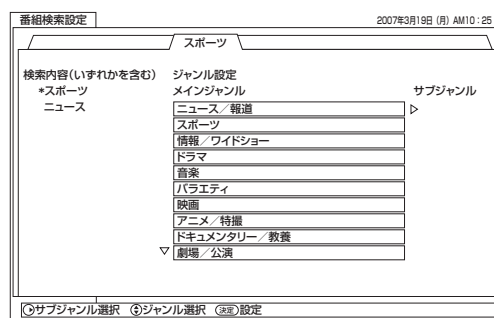 番組検索設定 2007年3月19日(月) AM10:25
スポーツ
検索内容(いずれかを含む) ジャンル設定
*スポーツ メインジャンル サブジャンル
ニュース ニュース/報道
スポーツ
情報/ワイドショー
ドラマ
音楽
バラエティ
映画
アニメ/特撮
ドキュメンタリー/教養
劇場/公演
サブジャンル選択 ジャンル選択 決定 設定